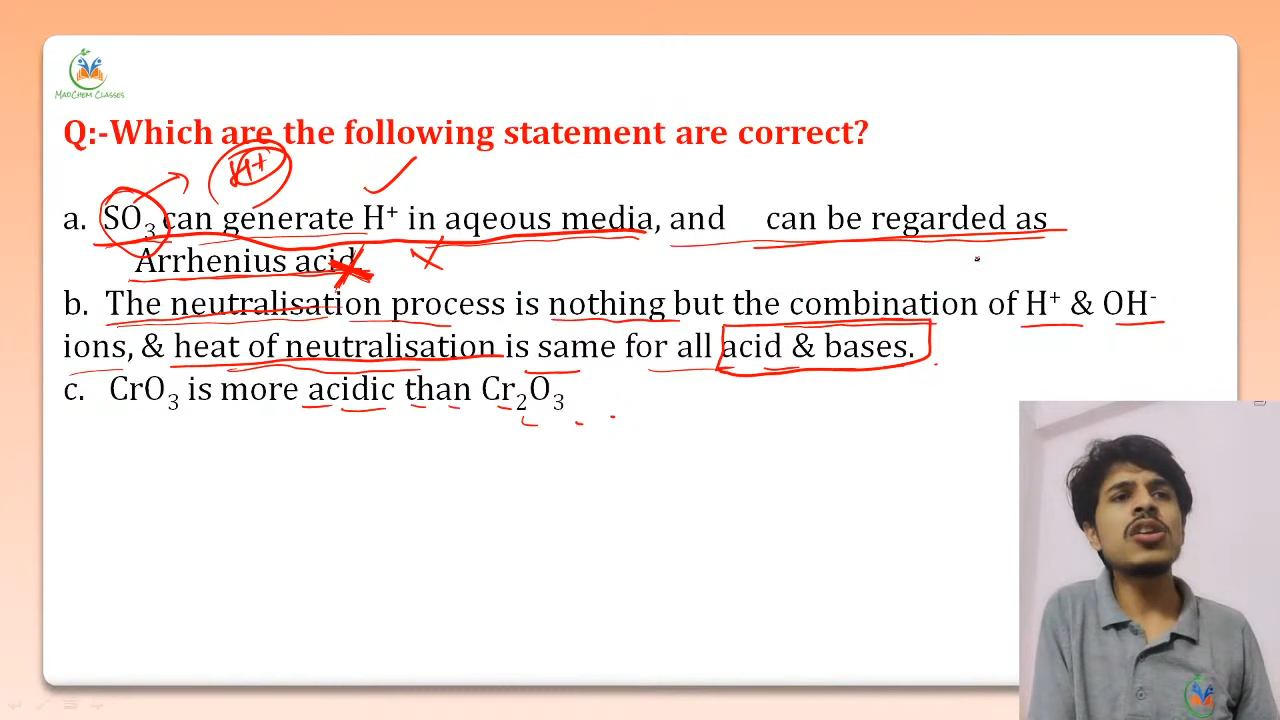 MadChem Classes
Q:-Which are the following statement are correct?
H+
a. SO₃ can generate H⁺ in aqeous media, and can be regarded as
Arrhenius acid
b. The neutralisation process is nothing but the combination of H⁺ & OH⁻
ions, & heat of neutralisation is same for all acid & bases.
c. CrO₃ is more acidic than Cr₂O₃